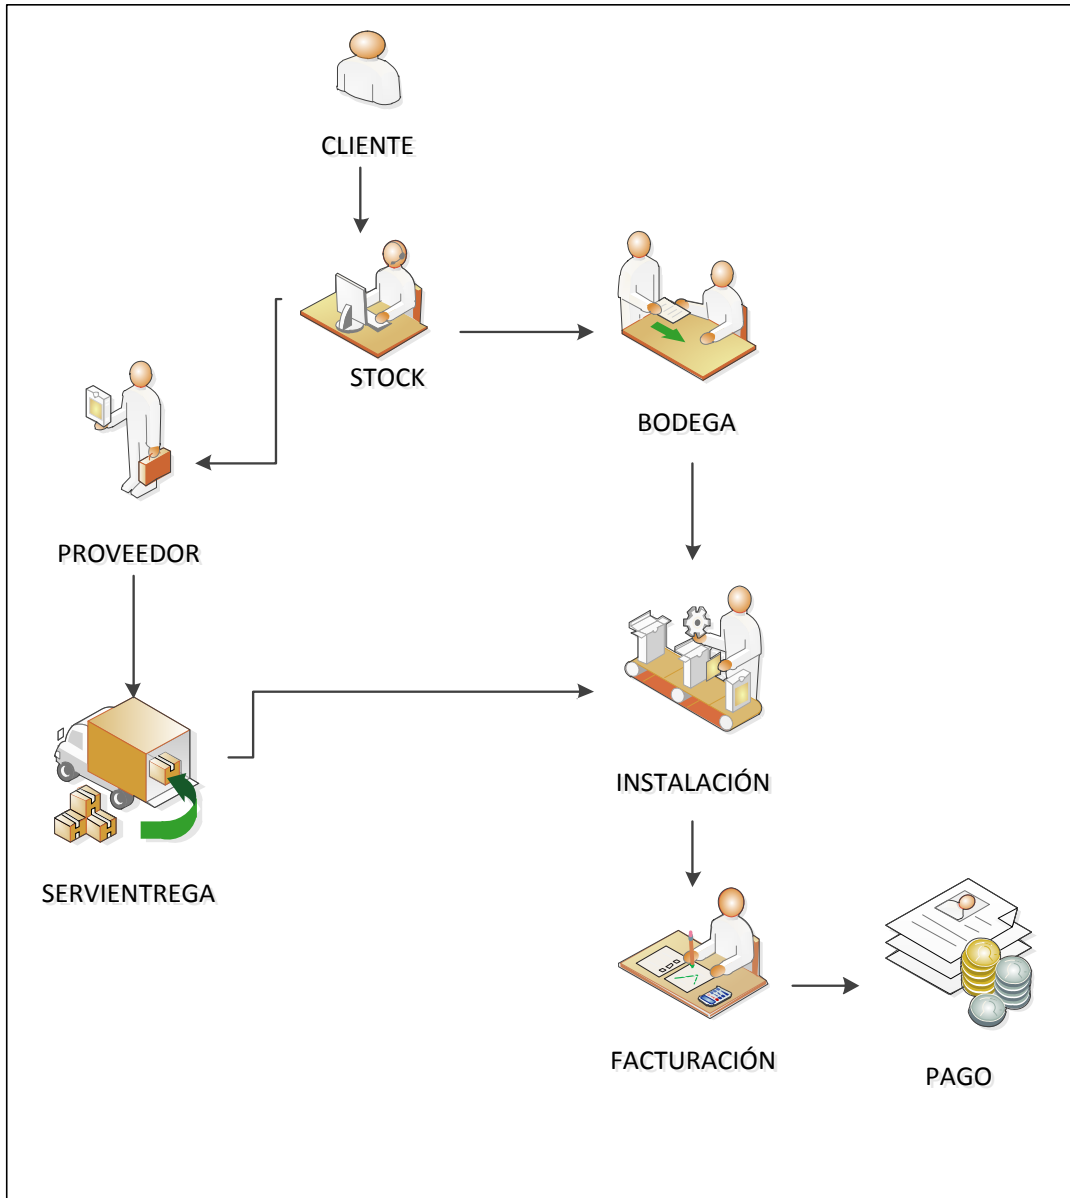 CLIENTE
STOCK
BODEGA
PROVEEDOR
INSTALACIÓN
SERVIENTREGA
FACTURACIÓN
PAGO